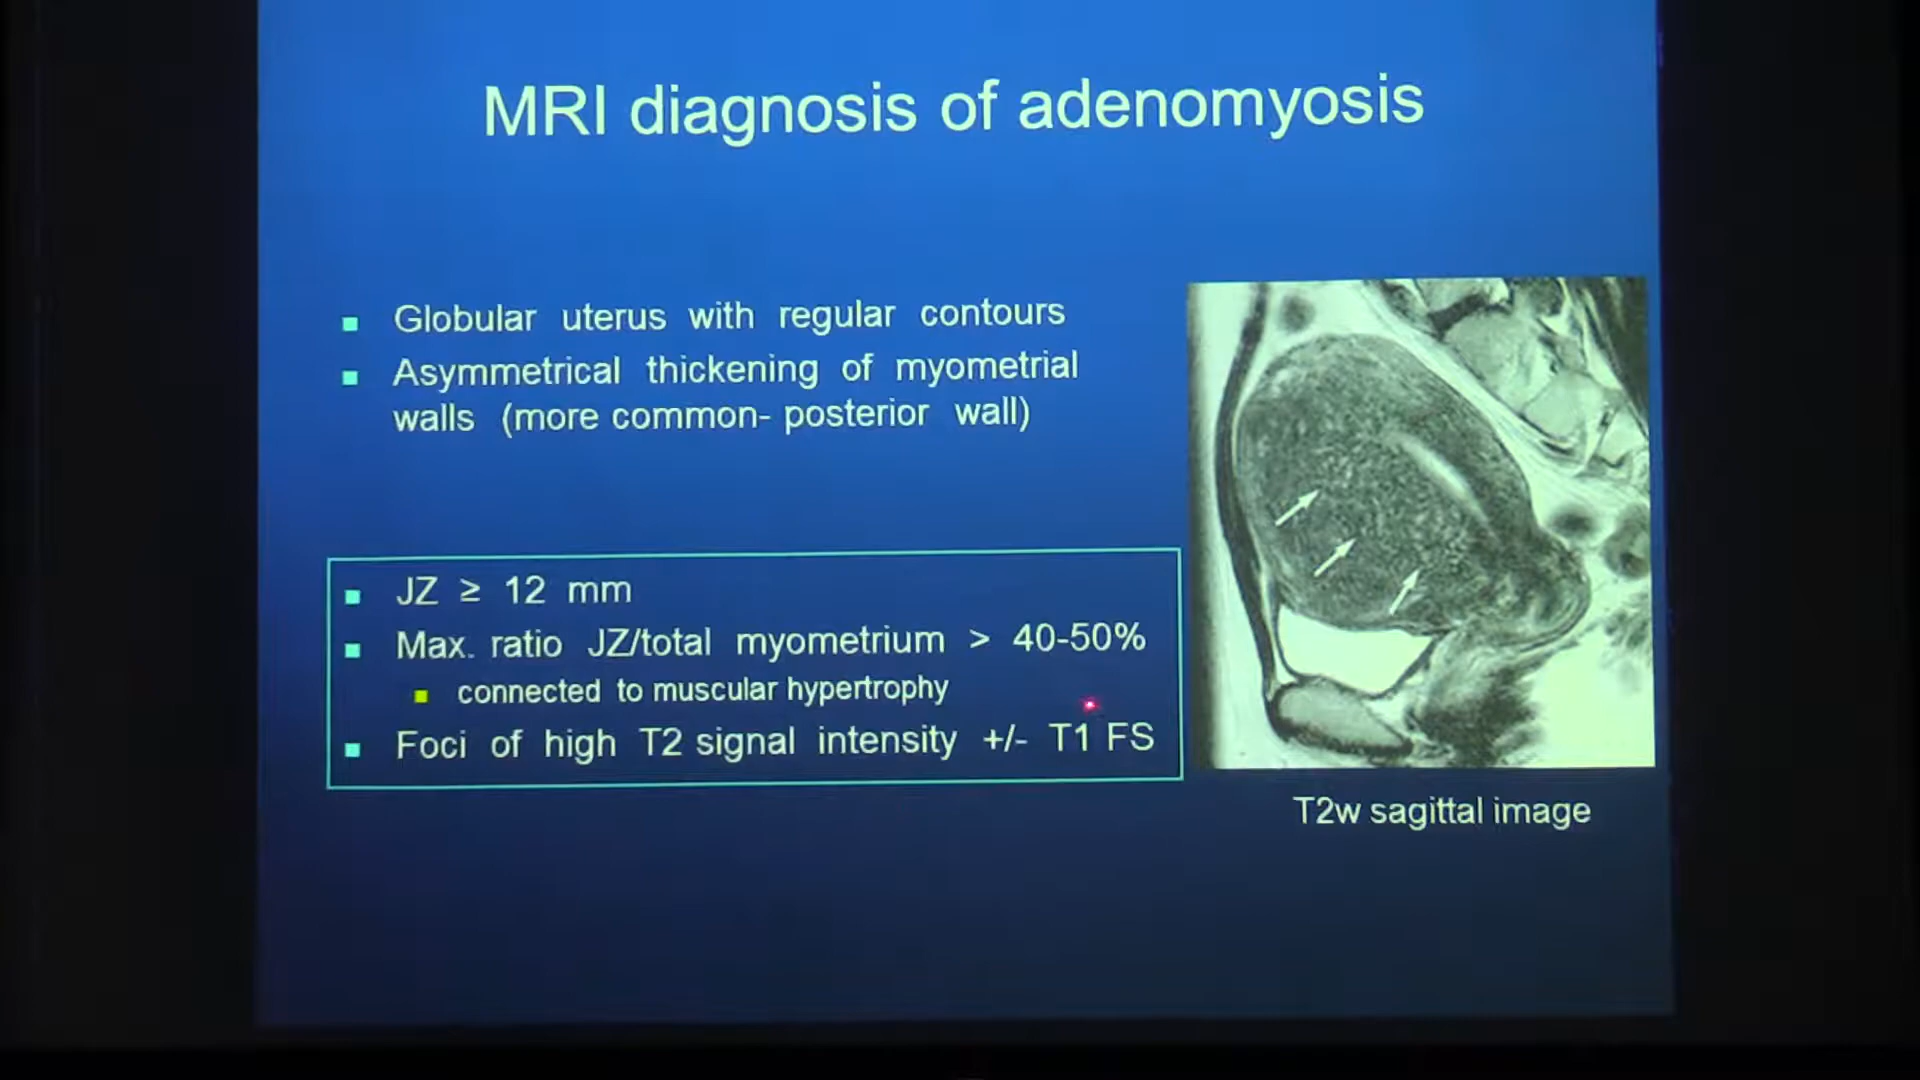 MRI diagnosis of adenomyosis
Globular uterus with regular contours
Asymmetrical thickening of myometrial
walls (more common- posterior wall)
JZ ≥ 12 mm
Max. ratio JZ/total myometrium > 40-50%
connected to muscular hypertrophy
Foci of high T2 signal intensity +/- T1 FS
T2w sagittal image